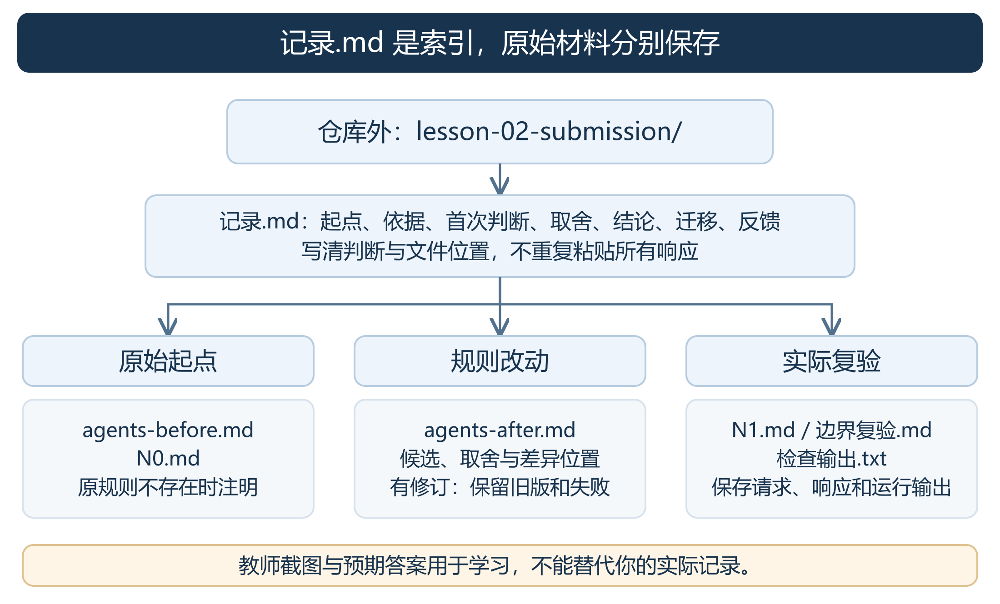 记录.md 是索引，原始材料分别保存
仓库外：lesson-02-submission/
记录.md：起点、依据、首次判断、取舍、结论、迁移、反馈
写清判断与文件位置，不重复粘贴所有响应
原始起点
agents-before.md
N0.md
原规则不存在时注明
规则改动
agents-after.md
候选、取舍与差异位置
有修订：保留旧版和失败
实际复验
N1.md / 边界复验.md
检查输出.txt
保存请求、响应和运行输出
教师截图与预期答案用于学习，不能替代你的实际记录。